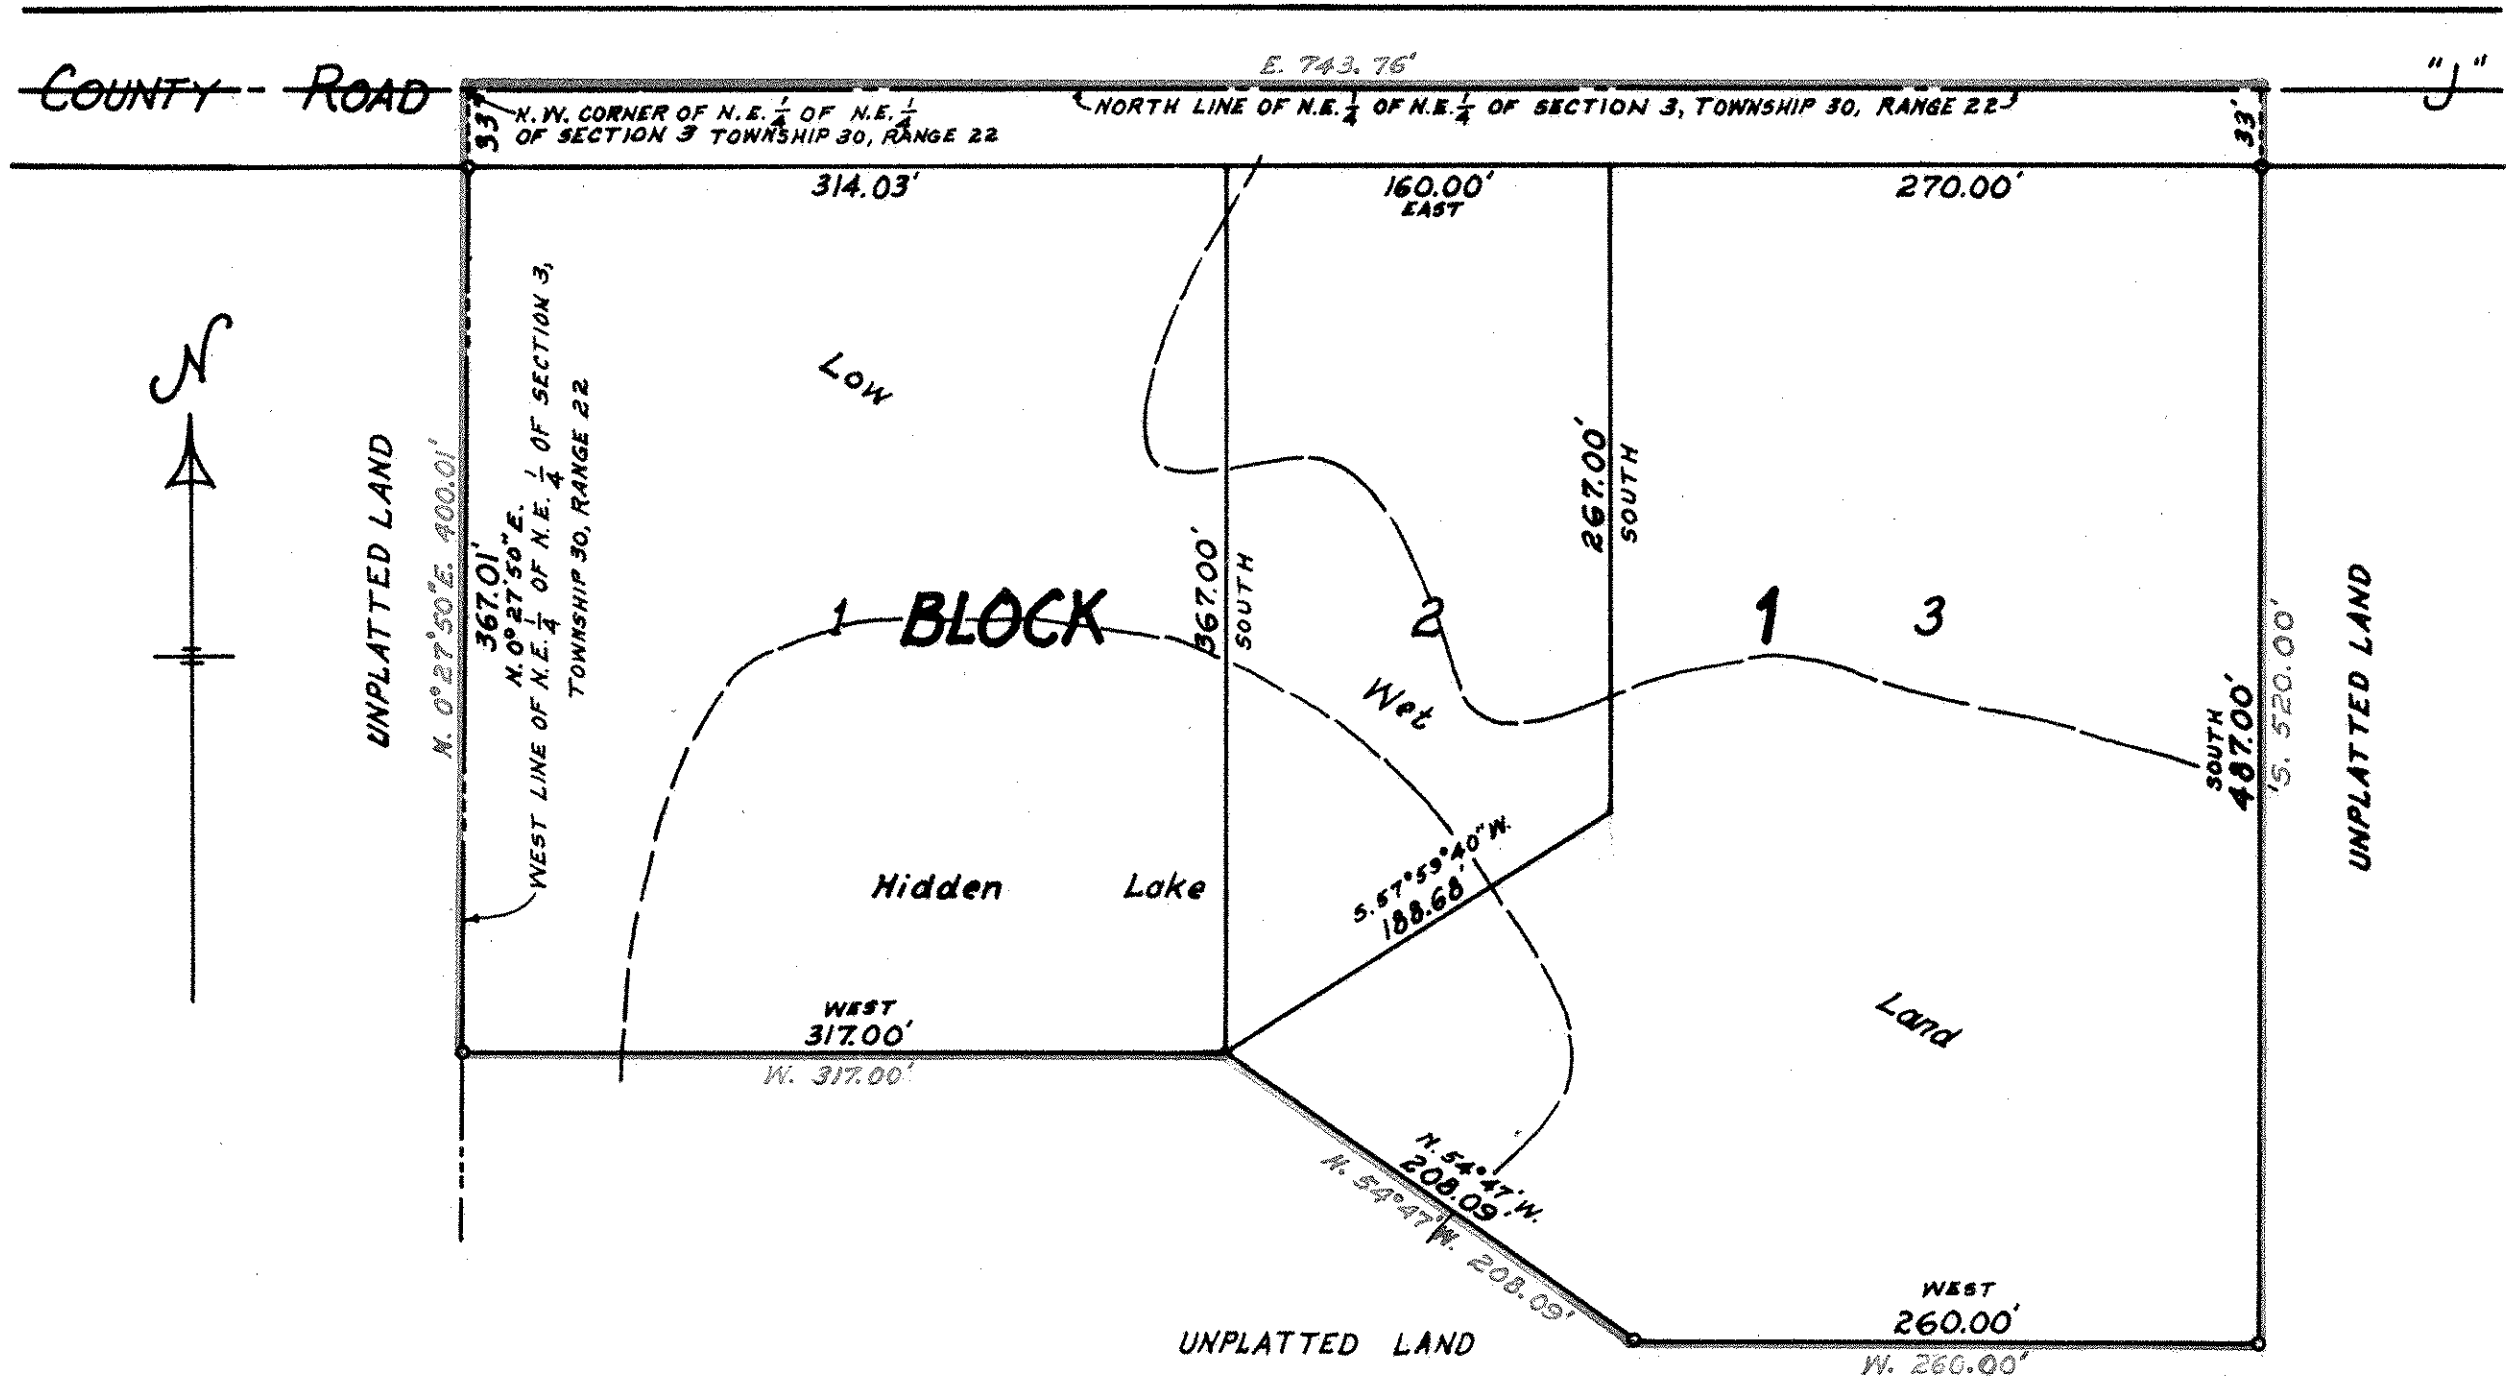 E. 743.76'
COUNTY ROAD "J"
33'
N.W. CORNER OF N.E. 1/4 OF N.E. 1/4
OF SECTION 3 TOWNSHIP 30, RANGE 22
NORTH LINE OF N.E. 1/4 OF N.E. 1/4 OF SECTION 3, TOWNSHIP 30, RANGE 22
33'
314.03'
160.00'
EAST
270.00'
N
UNPLATTED LAND
N. 0°27'50"E. 400.01'
367.01'
N. 0°27'50"E.
WEST LINE OF N.E. 1/4 OF N.E. 1/4 OF SECTION 3,
TOWNSHIP 30, RANGE 22
Low
367.00'
SOUTH
267.00'
SOUTH
1 BLOCK 2 1 3
Wet
SOUTH
487.00'
S. 520.00'
UNPLATTED LAND
Hidden Lake
S. 57°59'40"W.
188.68'
Land
WEST
317.00'
W. 317.00'
N. 54°47'W.
208.09'
N. 54°47'W. 208.09'
WEST
260.00'
UNPLATTED LAND
W. 260.00'